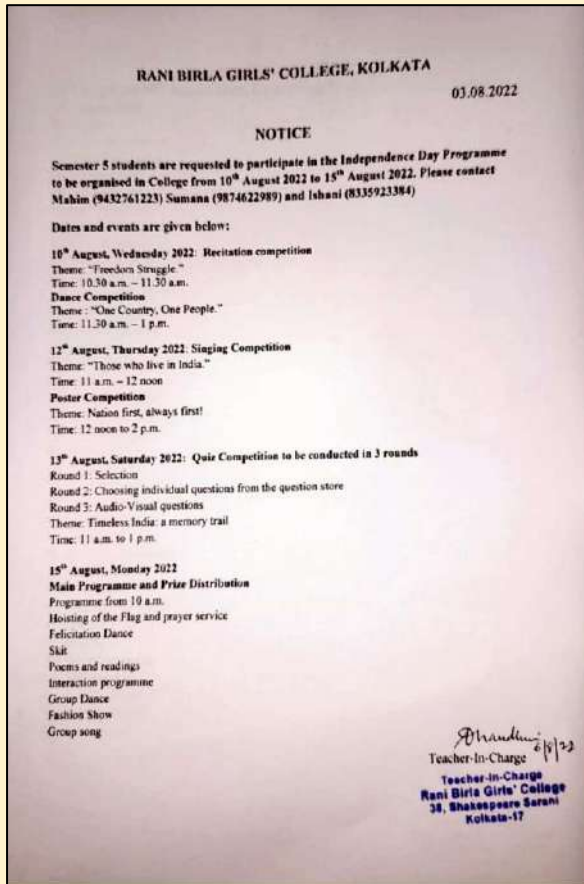 RANI BIRLA GIRLS' COLLEGE, KOLKATA
03.08.2022
NOTICE
Semester 5 students are requested to participate in the Independence Day Programme
to be organised in College from 10th August 2022 to 15th August 2022. Please contact
Mahim (9432761223) Sumana (9874622989) and Ishani (8335923384)
Dates and events are given below:
10th August, Wednesday 2022: Recitation competition
Theme: "Freedom Struggle."
Time: 10.30 a.m. – 11.30 a.m.
Dance Competition
Theme : "One Country, One People."
Time: 11.30 a.m. – 1 p.m.
12th August, Thursday 2022: Singing Competition
Theme: "Those who live in India."
Time: 11 a.m. – 12 noon
Poster Competition
Theme: Nation first, always first!
Time: 12 noon to 2 p.m.
13th August, Saturday 2022: Quiz Competition to be conducted in 3 rounds
Round 1: Selection
Round 2: Choosing individual questions from the question store
Round 3: Audio-Visual questions
Theme: Timeless India: a memory trail
Time: 11 a.m. to 1 p.m.
15th August, Monday 2022
Main Programme and Prize Distribution
Programme from 10 a.m.
Hoisting of the Flag and prayer service
Felicitation Dance
Skit
Poems and readings
Interaction programme
Group Dance
Fashion Show
Group song
Teacher-In-Charge
Teacher-In-Charge
Rani Birla Girls' College
38, Shakespeare Sarani
Kolkata-17